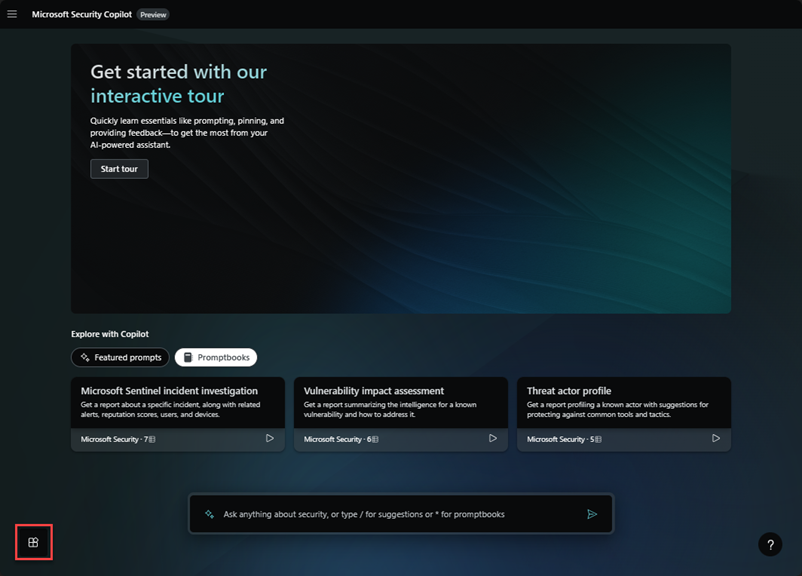 Microsoft Security Copilot Preview
Get started with our
interactive tour
Quickly learn essentials like prompting, pinning, and
providing feedback—to get the most from your
AI-powered assistant.
Start tour
Explore with Copilot
Featured prompts
Promptbooks
Microsoft Sentinel incident investigation
Get a report about a specific incident, along with related
alerts, reputation scores, users, and devices.
Microsoft Security · 7
Vulnerability impact assessment
Get a report summarizing the intelligence for a known
vulnerability and how to address it.
Microsoft Security · 6
Threat actor profile
Get a report profiling a known actor with suggestions for
protecting against common tools and tactics.
Microsoft Security · 5
Ask anything about security, or type / for suggestions or * for promptbooks
?